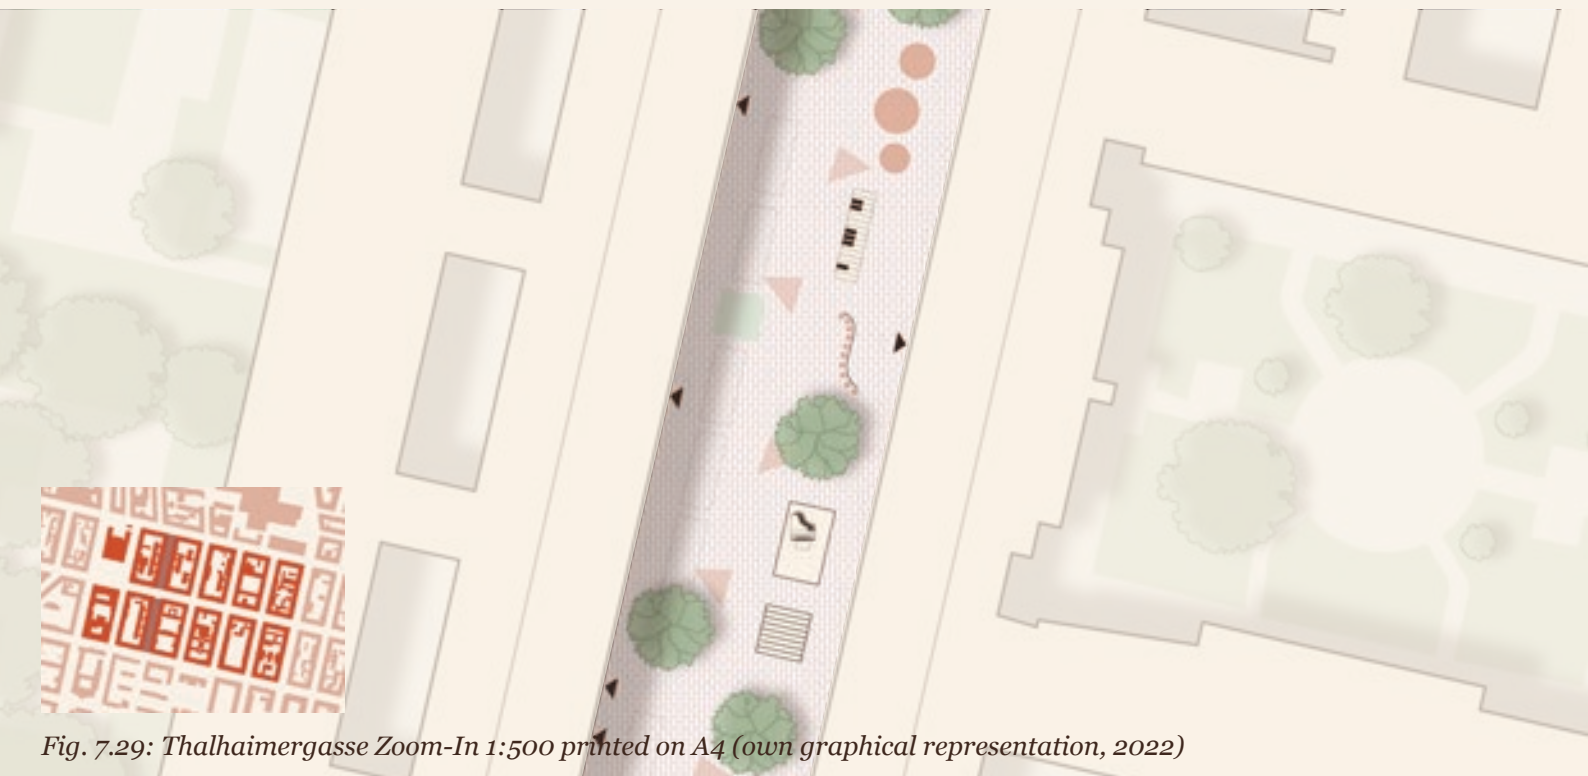 Fig. 7.29: Thalhaimergasse Zoom-In 1:500 printed on A4 (own graphical representation, 2022)